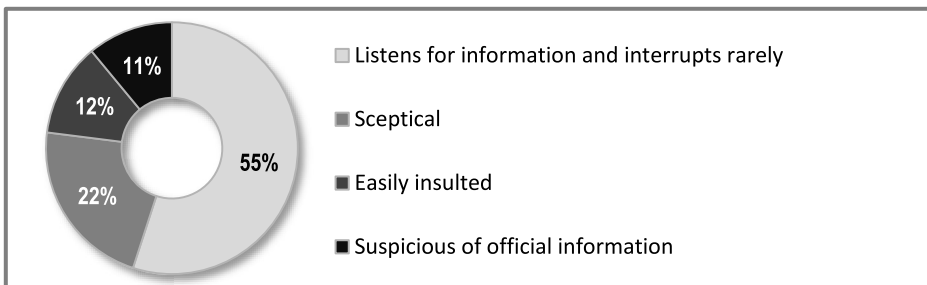 11%
12%
55%
22%
Listens for information and interrupts rarely
Sceptical
Easily insulted
Suspicious of official information